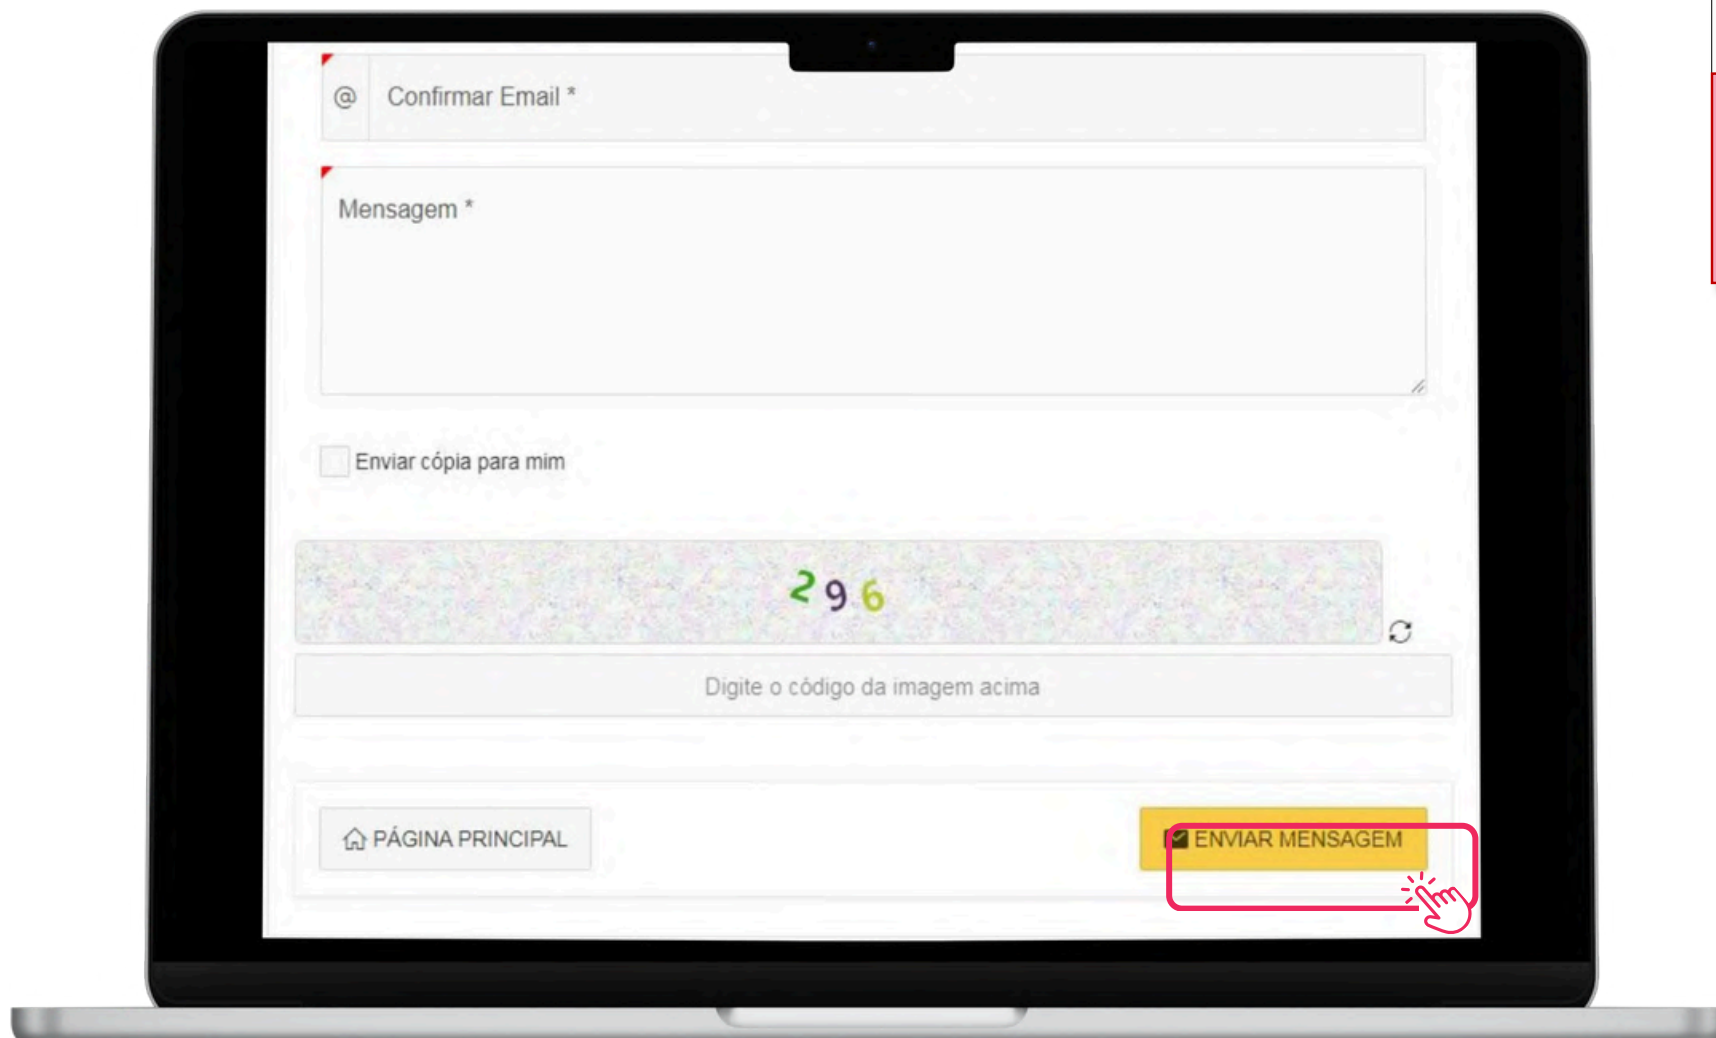 @ Confirmar Email *
Mensagem *
Enviar cópia para mim
296
Digite o código da imagem acima
PÁGINA PRINCIPAL
ENVIAR MENSAGEM